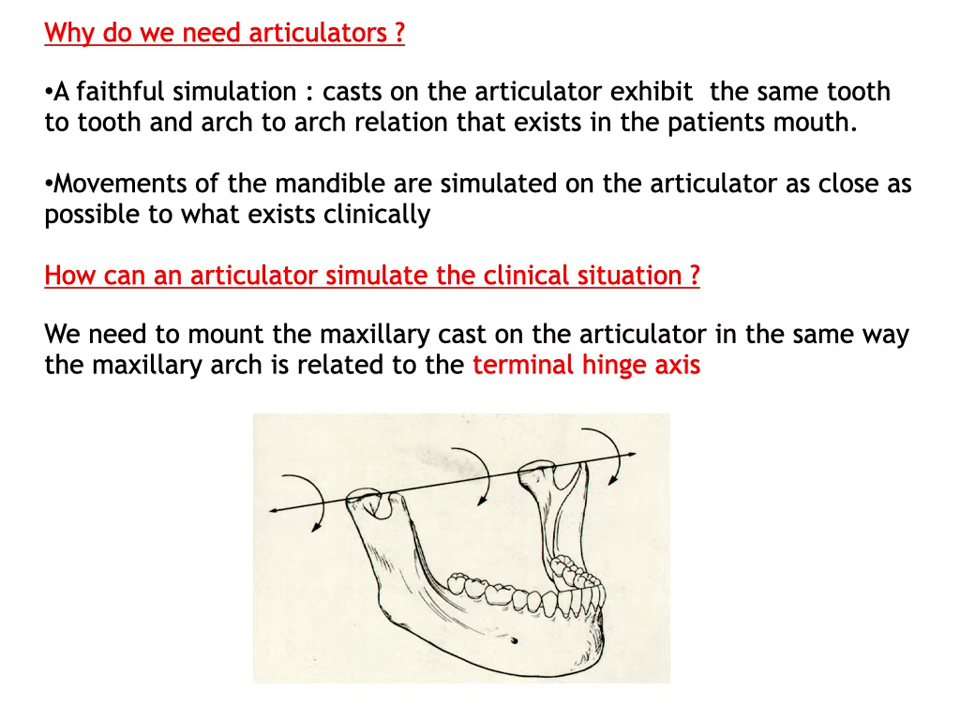 Why do we need articulators ?
•A faithful simulation : casts on the articulator exhibit  the same tooth
to tooth and arch to arch relation that exists in the patients mouth.
•Movements of the mandible are simulated on the articulator as close as
possible to what exists clinically
How can an articulator simulate the clinical situation ?
We need to mount the maxillary cast on the articulator in the same way
the maxillary arch is related to the terminal hinge axis